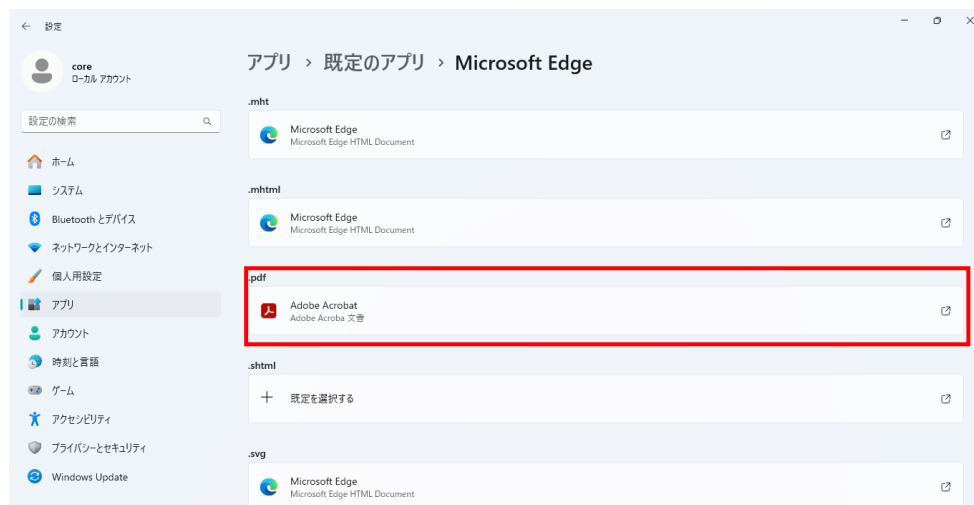 ← 設定
core
ローカル アカウント
設定の検索
ホーム
システム
Bluetooth とデバイス
ネットワークとインターネット
個人用設定
アプリ
アカウント
時刻と言語
ゲーム
アクセシビリティ
プライバシーとセキュリティ
Windows Update
アプリ › 既定のアプリ › Microsoft Edge
.mht
Microsoft Edge
Microsoft Edge HTML Document
.mhtml
Microsoft Edge
Microsoft Edge HTML Document
.pdf
Adobe Acrobat
Adobe Acroba 文書
.shtml
既定を選択する
.svg
Microsoft Edge
Microsoft Edge HTML Document